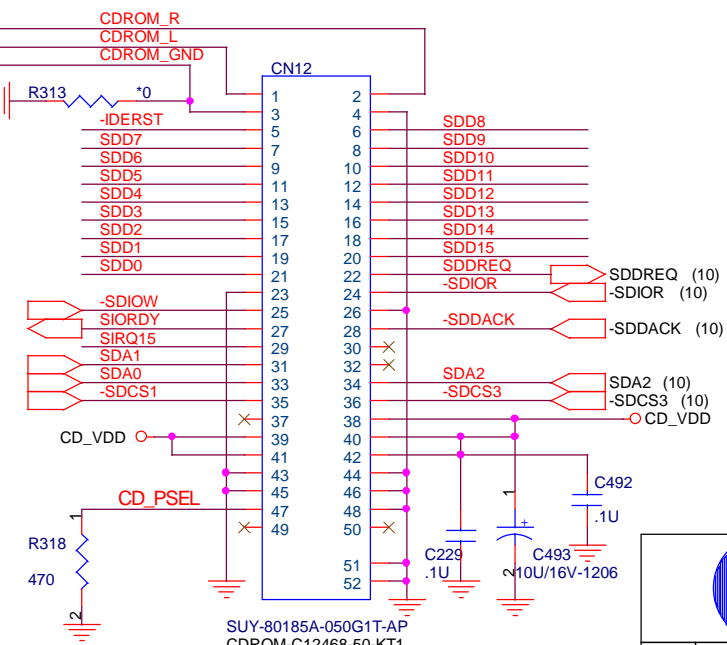 CDROM_R
CDROM_L
CDROM_GND
CN12
R313 *0
1 2
3 4
-IDERST 5 6 SDD8
SDD7 7 8 SDD9
SDD6 9 10 SDD10
SDD5 11 12 SDD11
SDD4 13 14 SDD12
SDD3 15 16 SDD13
SDD2 17 18 SDD14
SDD1 19 20 SDD15
SDD0 21 22 SDDREQ SDDREQ (10)
23 24 -SDIOR -SDIOR (10)
-SDIOW 25 26
SIORDY 27 28 -SDDACK -SDDACK (10)
SIRQ15 29 30
SDA1 31 32
SDA0 33 34 SDA2 SDA2 (10)
-SDCS1 35 36 -SDCS3 -SDCS3 (10)
37 38 CD_VDD
CD_VDD 39 40
41 42
43 44
45 46
CD_PSEL 47 48
49 50
51
52
C492
.1U
1
R318
470
2
C229
.1U
1
+
C493
2
10U/16V-1206
SUY-80185A-050G1T-AP
CDROM-C12468-50-KT1